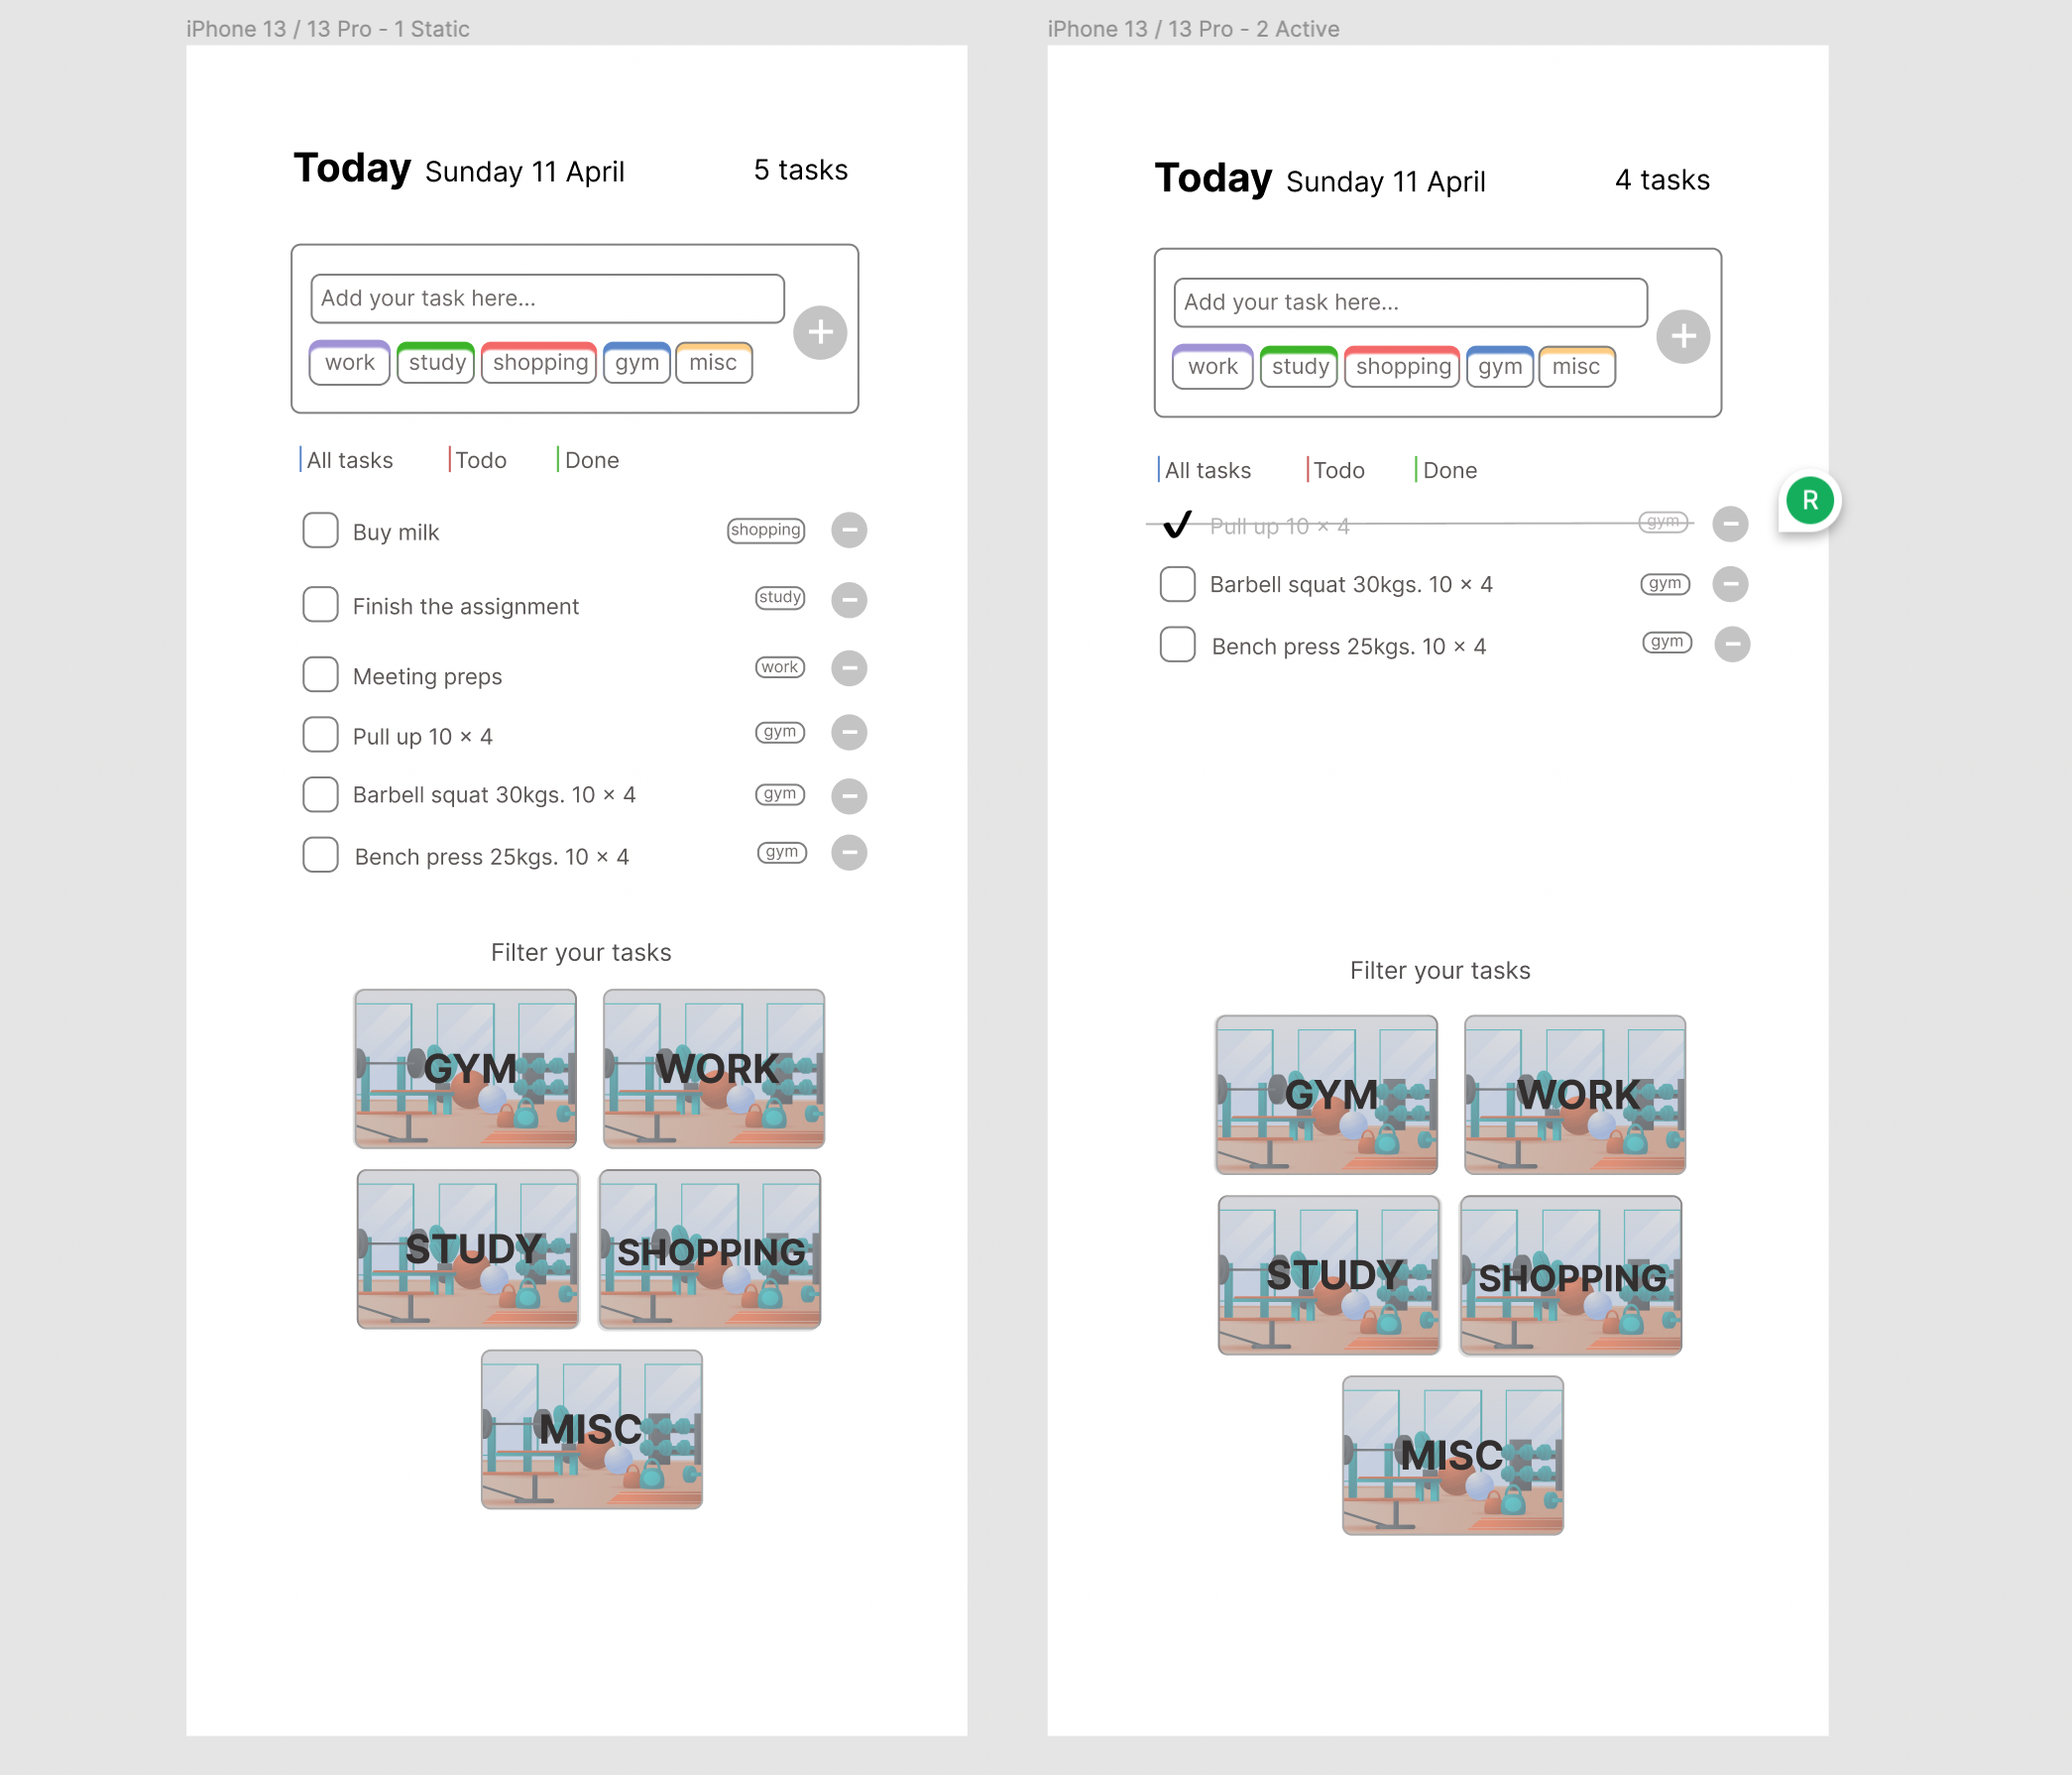 iPhone 13 / 13 Pro - 1 Static
Today Sunday 11 April 5 tasks
Add your task here...
work study shopping gym misc
All tasks Todo Done
Buy milk shopping
Finish the assignment study
Meeting preps work
Pull up 10 × 4 gym
Barbell squat 30kgs. 10 × 4 gym
Bench press 25kgs. 10 × 4 gym
Filter your tasks
GYM WORK
STUDY SHOPPING
MISC
iPhone 13 / 13 Pro - 2 Active
Today Sunday 11 April 4 tasks
Add your task here...
work study shopping gym misc
All tasks Todo Done
Pull up 10 × 4 gym
Barbell squat 30kgs. 10 × 4 gym
Bench press 25kgs. 10 × 4 gym
Filter your tasks
GYM WORK
STUDY SHOPPING
MISC
R